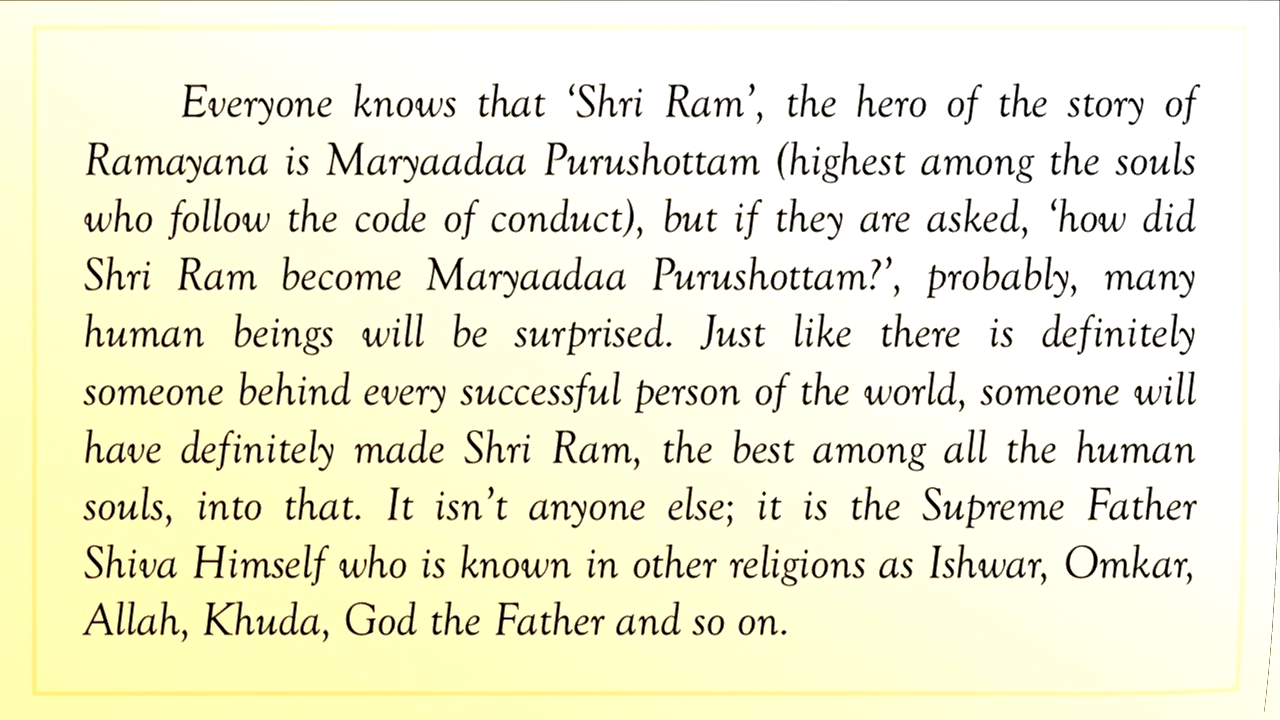 Everyone knows that ‘Shri Ram’, the hero of the story of
Ramayana is Maryaadaa Purushottam (highest among the souls
who follow the code of conduct), but if they are asked, ‘how did
Shri Ram become Maryaadaa Purushottam?’, probably, many
human beings will be surprised. Just like there is definitely
someone behind every successful person of the world, someone will
have definitely made Shri Ram, the best among all the human
souls, into that. It isn’t anyone else; it is the Supreme Father
Shiva Himself who is known in other religions as Ishwar, Omkar,
Allah, Khuda, God the Father and so on.